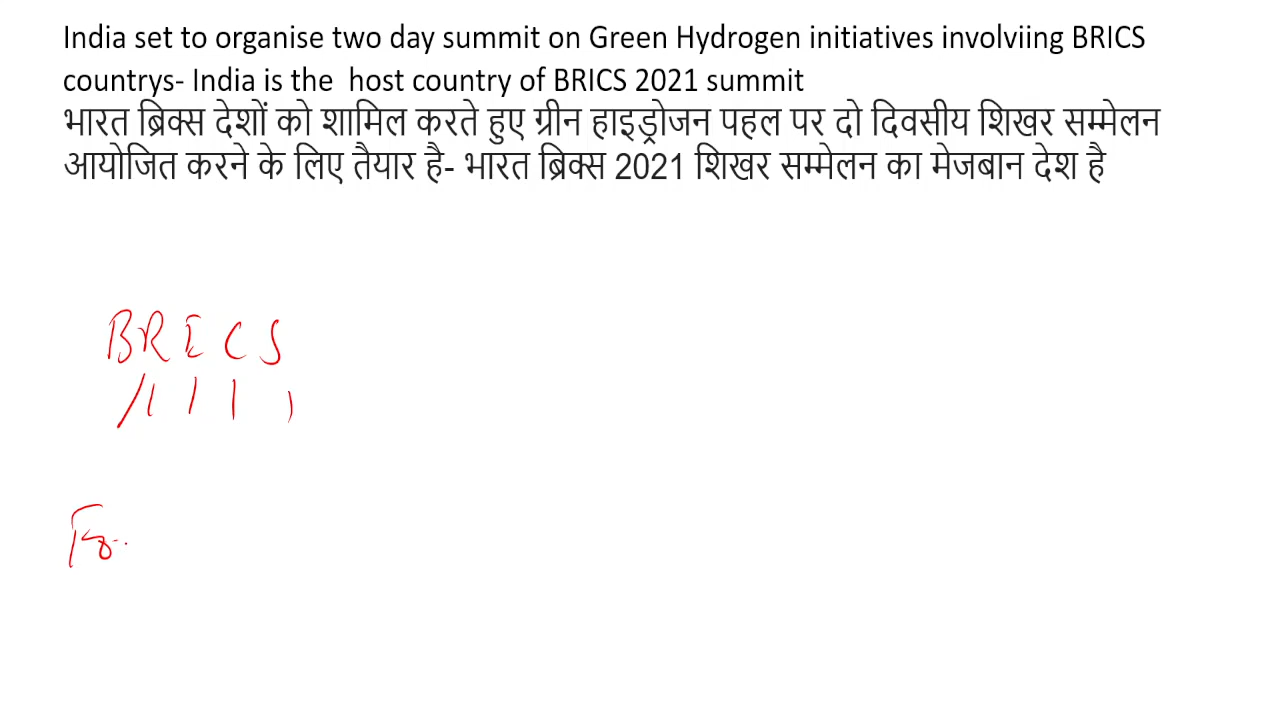 India set to organise two day summit on Green Hydrogen initiatives involviing BRICS
countrys- India is the host country of BRICS 2021 summit
भारत ब्रिक्स देशों को शामिल करते हुए ग्रीन हाइड्रोजन पहल पर दो दिवसीय शिखर सम्मेलन
आयोजित करने के लिए तैयार है- भारत ब्रिक्स 2021 शिखर सम्मेलन का मेजबान देश है
BRICS